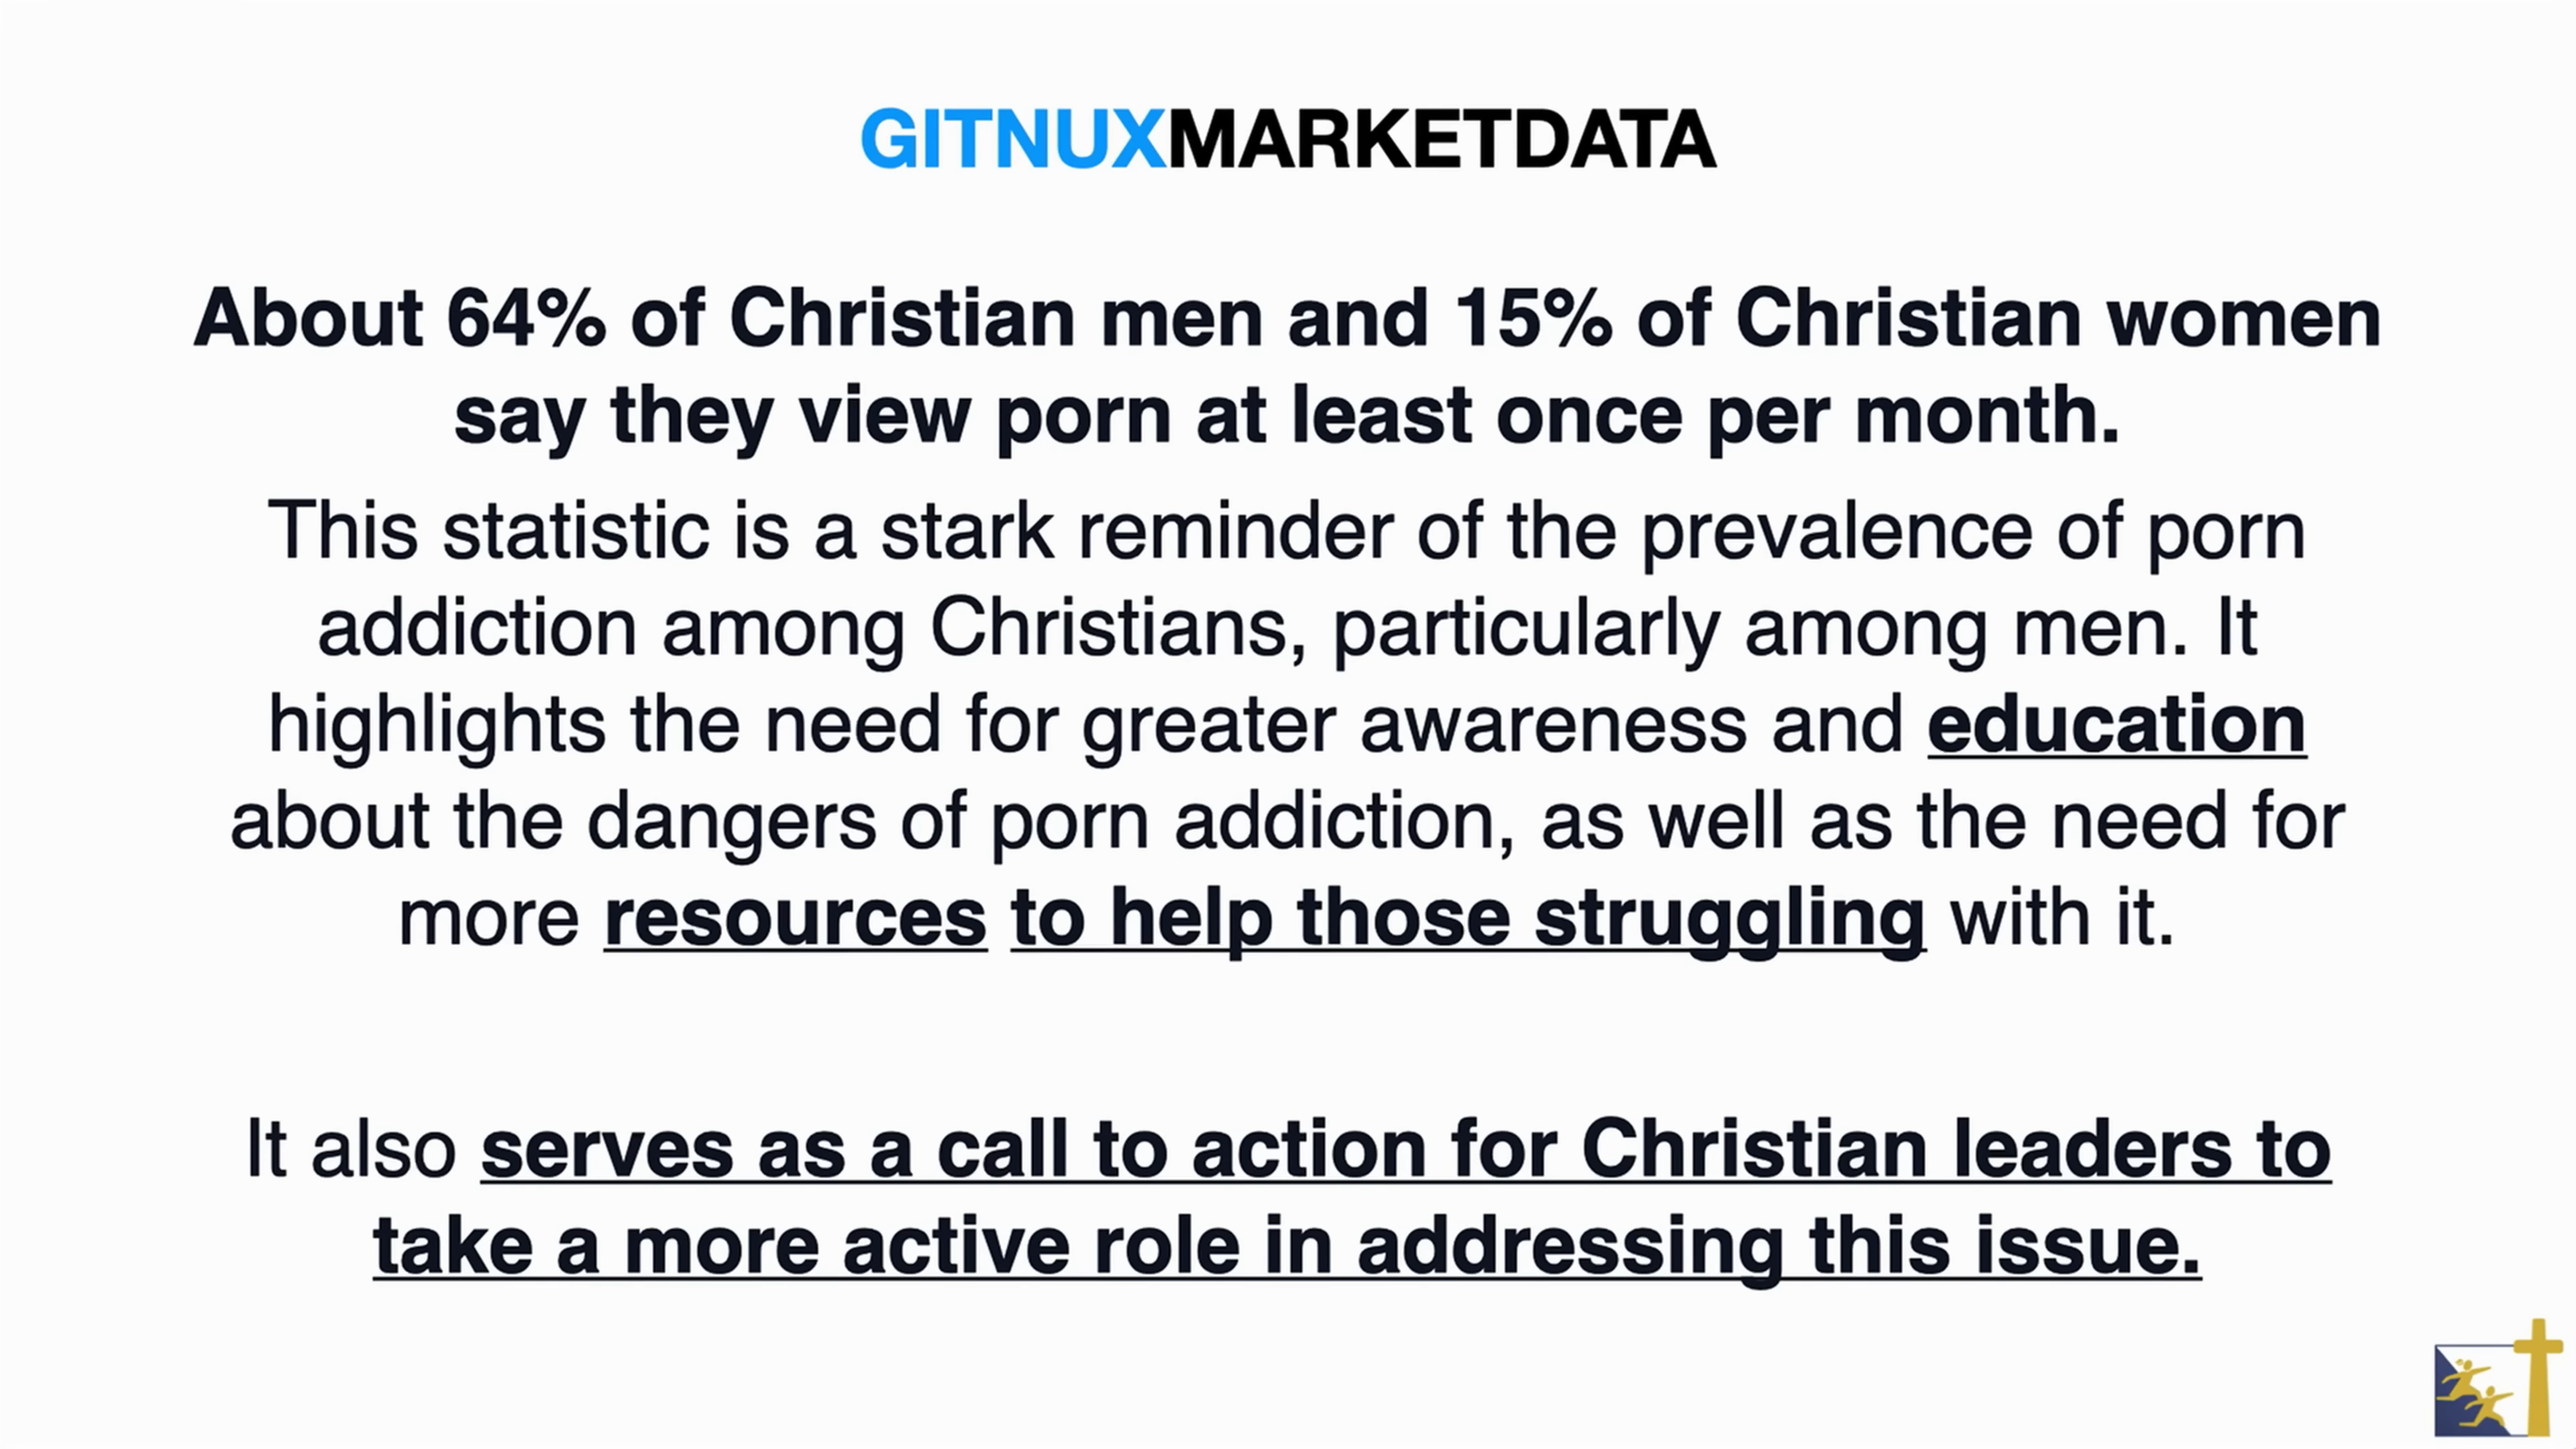 GITNUXMARKETDATA
About 64% of Christian men and 15% of Christian women
say they view porn at least once per month.
This statistic is a stark reminder of the prevalence of porn
addiction among Christians, particularly among men. It
highlights the need for greater awareness and education
about the dangers of porn addiction, as well as the need for
more resources to help those struggling with it.
It also serves as a call to action for Christian leaders to
take a more active role in addressing this issue.